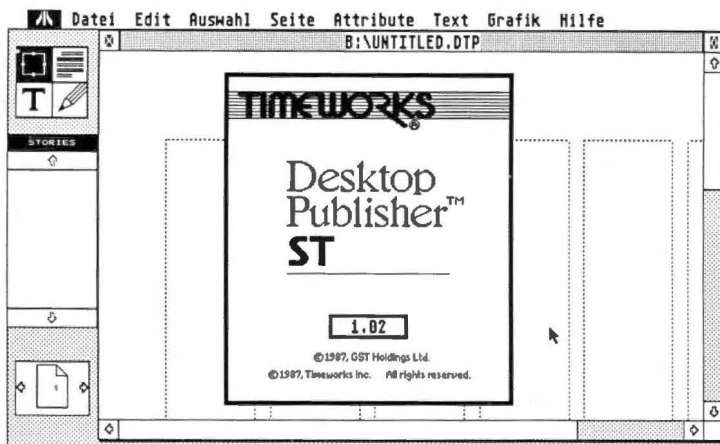 Datei Edit Auswahl Seite Attribute Text Grafik Hilfe
B:\UNTITLED.DTP
T
STORIES
1
TIMEWORKS®
Desktop
Publisher™
ST
1.02
©1987, GST Holdings Ltd.
©1987, Timeworks Inc. All rights reserved.